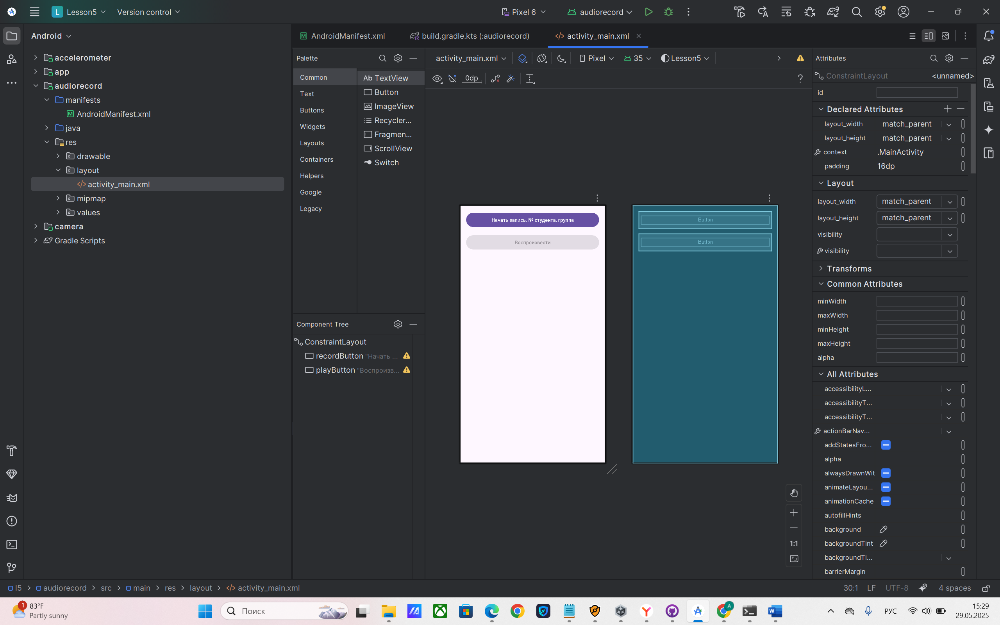 L Lesson5 Version control Pixel 6 audiorecord
Android
accelerometer
app
audiorecord
manifests
AndroidManifest.xml
java
res
drawable
layout
activity_main.xml
mipmap
values
camera
Gradle Scripts
AndroidManifest.xml build.gradle.kts (:audiorecord) activity_main.xml
Palette
Common
Text
Buttons
Widgets
Layouts
Containers
Helpers
Google
Legacy
Ab TextView
Button
ImageView
Recycler...
Fragmen...
ScrollView
Switch
Component Tree
ConstraintLayout
recordButton "Начать ...
playButton "Воспроизв...
activity_main.xml Pixel 35 Lesson5
0dp
?
Начать запись. № студента, группа
Воспроизвести
Button
Button
1:1
Attributes
ConstraintLayout <unnamed>
id
Declared Attributes
layout_width match_parent
layout_height match_parent
context .MainActivity
padding 16dp
Layout
layout_width match_parent
layout_height match_parent
visibility
visibility
Transforms
Common Attributes
minWidth
maxWidth
minHeight
maxHeight
alpha
All Attributes
accessibilityL...
accessibilityT...
accessibilityT...
actionBarNav...
addStatesFro...
alpha
alwaysDrawnWit
animateLayou...
animationCache
autofillHints
background
backgroundTint
backgroundTi...
barrierMargin
l5 audiorecord src main res layout activity_main.xml
30:1 LF UTF-8 4 spaces
1
83°F
Partly sunny
Поиск
A
W
РУС
15:29
29.05.2025